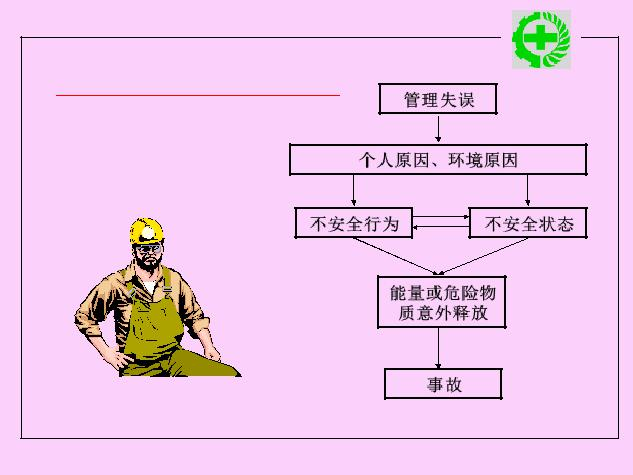 管理失误
个人原因、环境原因
不安全行为
不安全状态
能量或危险物
质意外释放
事故